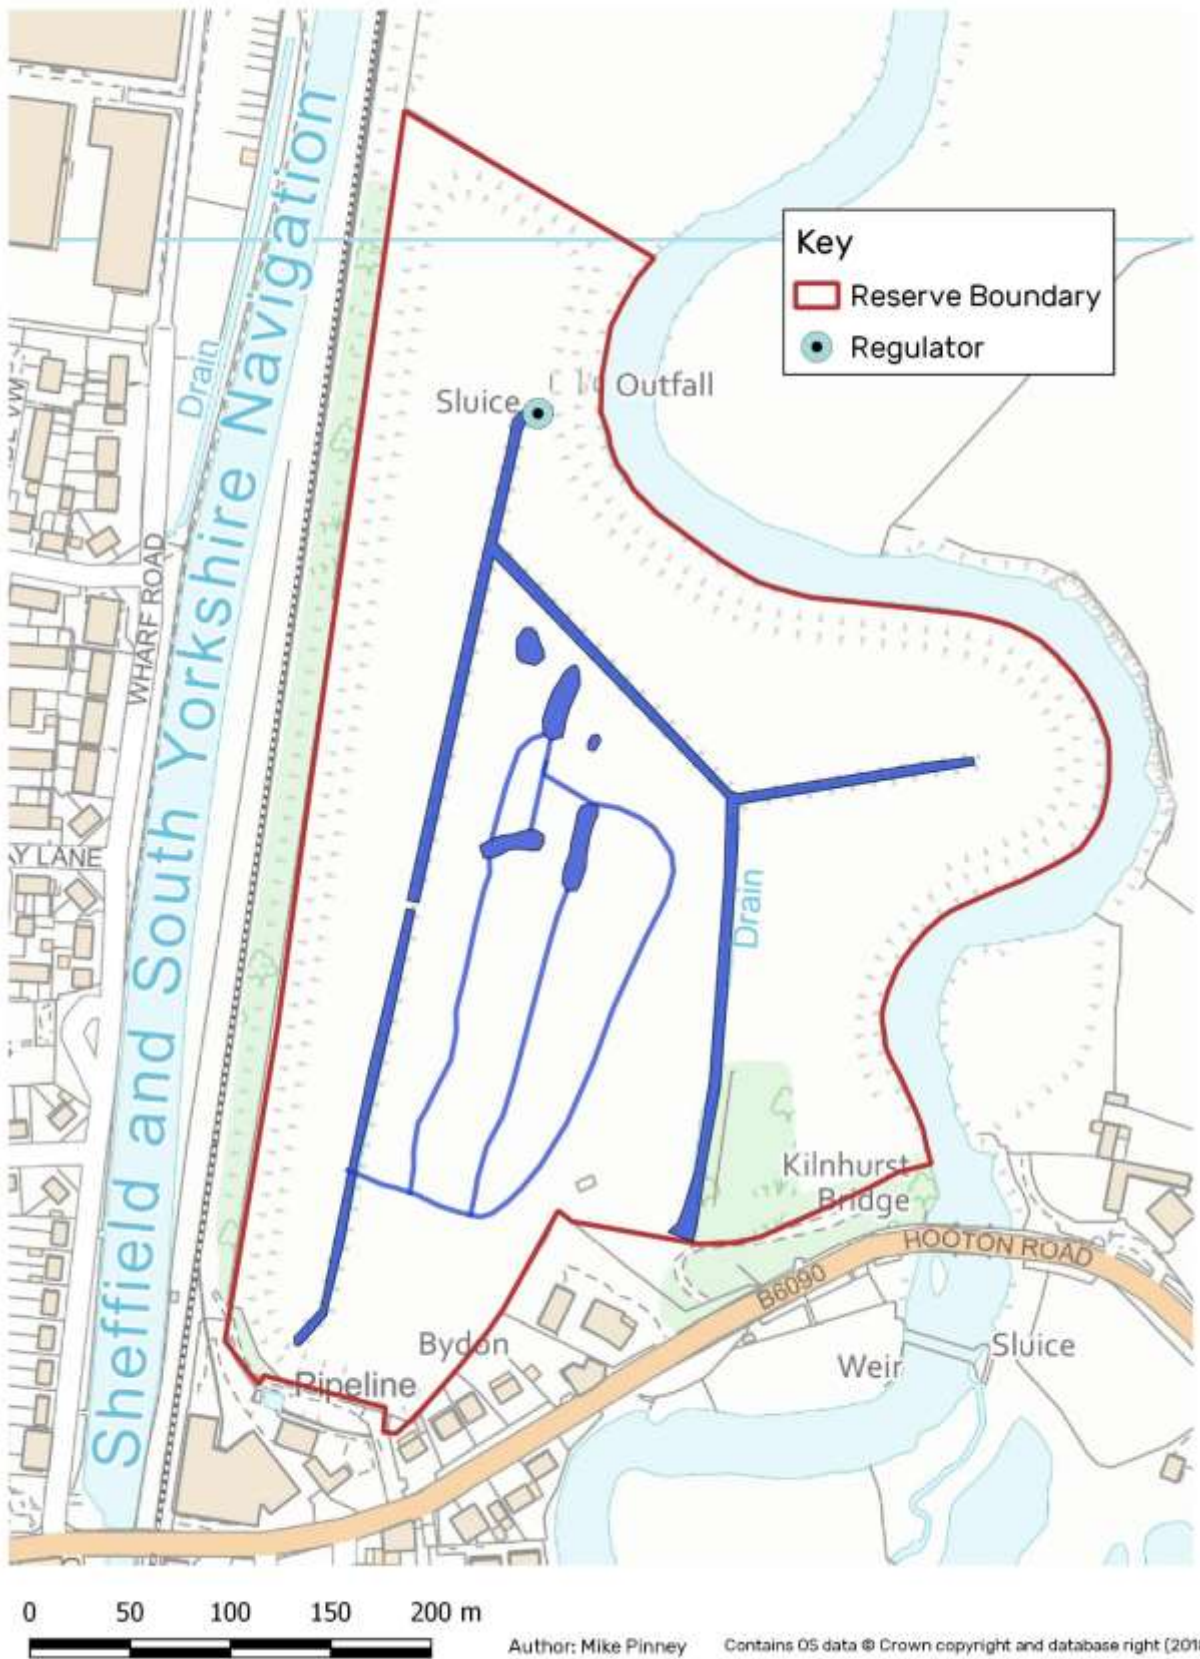 Sheffield and South Yorkshire Navigation
Drain
Key
Reserve Boundary
Regulator
Sluice
Outfall
WHARF ROAD
Y LANE
Drain
Kilnhurst
Bridge
HOOTON ROAD
B6090
Bydon
Pipeline
Weir
Sluice
0 50 100 150 200 m
Author: Mike Pinney
Contains OS data © Crown copyright and database right (2018